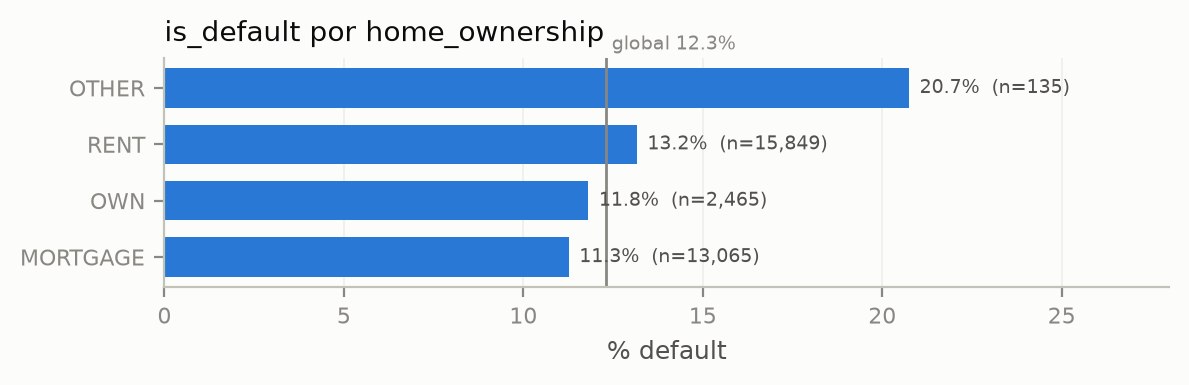 is_default por home_ownership
global 12.3%
OTHER 20.7% (n=135)
RENT 13.2% (n=15,849)
OWN 11.8% (n=2,465)
MORTGAGE 11.3% (n=13,065)
0 5 10 15 20 25
% default